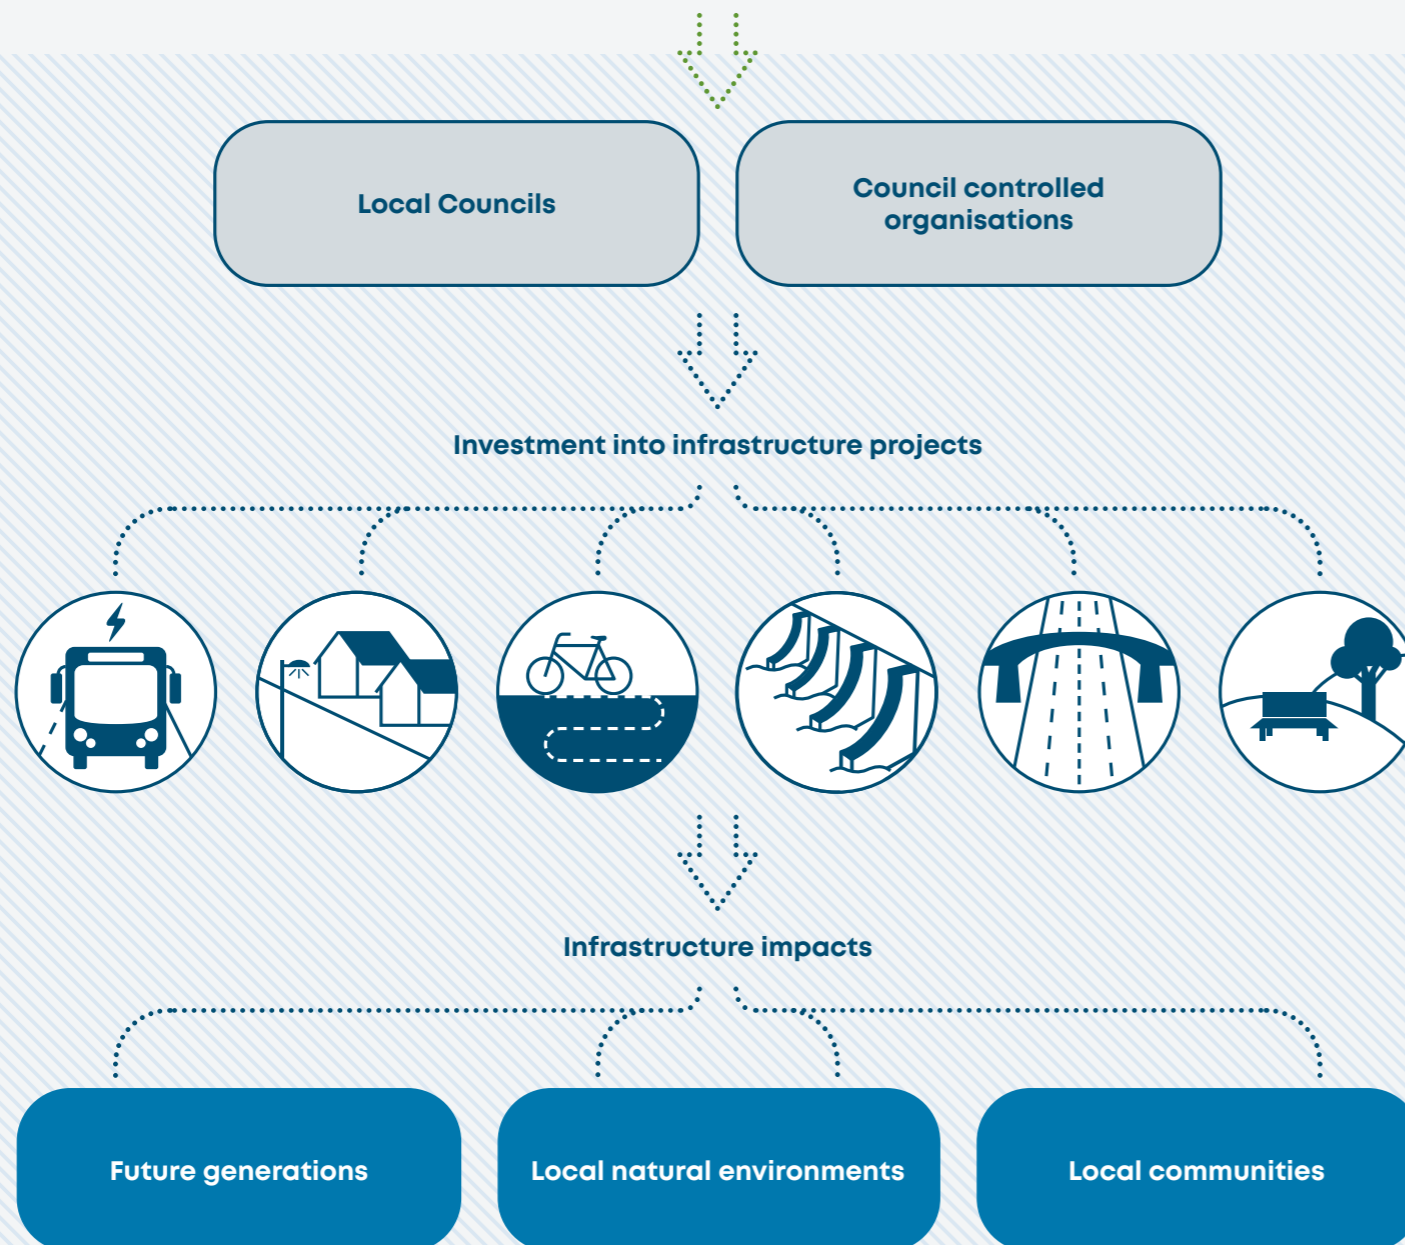 Local Councils
Council controlled
organisations
Investment into infrastructure projects
Infrastructure impacts
Future generations
Local natural environments
Local communities